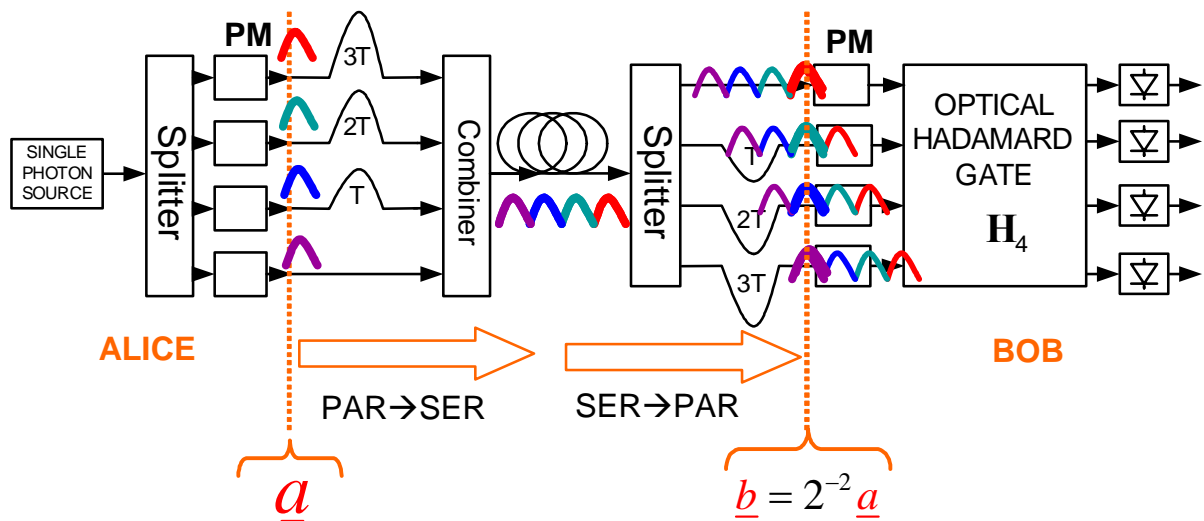 PM
3T
2T
T
SINGLE
PHOTON
SOURCE
Splitter
Combiner
Splitter
T
2T
3T
PM
OPTICAL
HADAMARD
GATE
H₄
ALICE
BOB
PAR→SER
SER→PAR
a
b = 2⁻² a